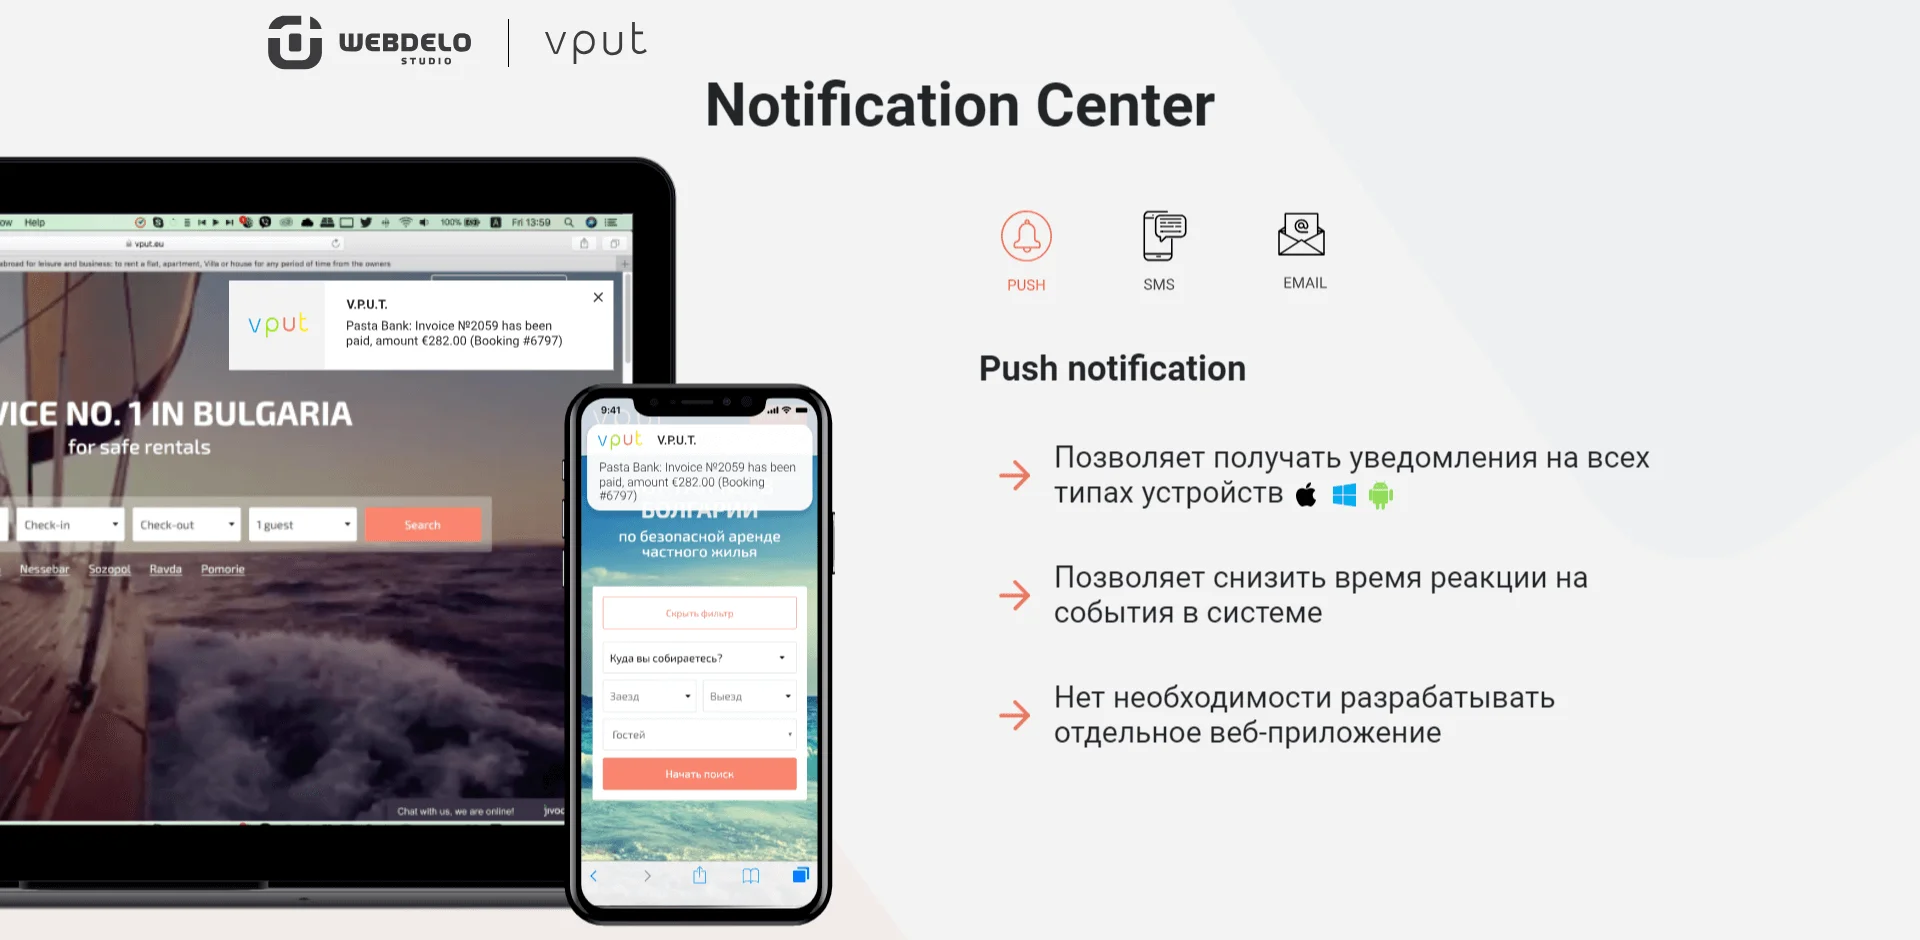 WEBDELO
STUDIO
vput
Notification Center
Help
100%
Fri 13:59
vput.eu
abroad for leisure and business: to rent a flat, apartment, Villa or house for any period of time from the owners
vput
V.P.U.T.
Pasta Bank: Invoice №2059 has been
paid, amount €282.00 (Booking #6797)
NO. 1 IN BULGARIA
for safe rentals
Check-in
Check-out
1 guest
Search
Nessebar Sozopol Ravda Pomorie
Chat with us, we are online!
9:41
vput V.P.U.T.
Pasta Bank: Invoice №2059 has been
paid, amount €282.00 (Booking
#6797)
БОЛГАРИИ
по безопасной аренде
частного жилья
Скрыть фильтр
Куда вы собираетесь?
Заезд
Выезд
Гостей
Начать поиск
PUSH
SMS
EMAIL
Push notification
Позволяет получать уведомления на всех
типах устройств
Позволяет снизить время реакции на
события в системе
Нет необходимости разрабатывать
отдельное веб-приложение